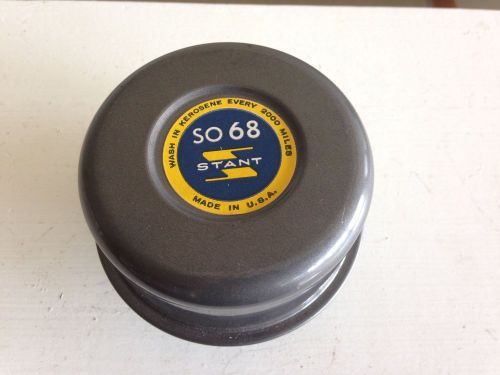 WASH IN KEROSENE EVERY 2000 MILES
SO 68
STANT
MADE IN U.S.A.